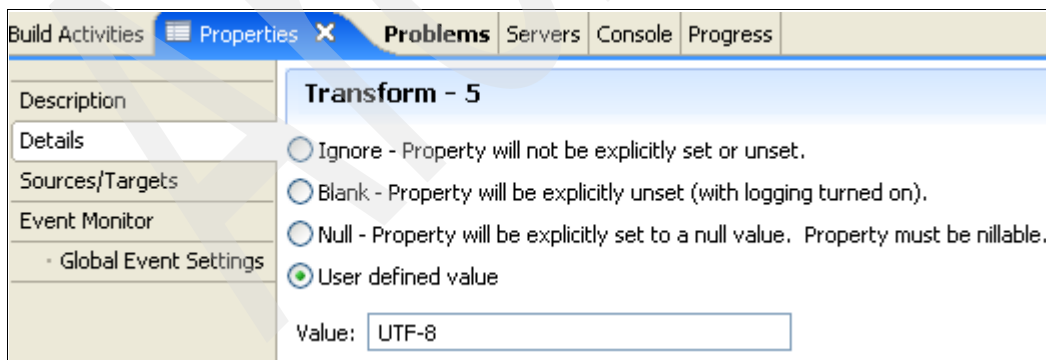 Build Activities Properties Problems Servers Console Progress
Description
Details
Sources/Targets
Event Monitor
Global Event Settings
Transform - 5
Ignore - Property will not be explicitly set or unset.
Blank - Property will be explicitly unset (with logging turned on).
Null - Property will be explicitly set to a null value. Property must be nillable.
User defined value
Value: UTF-8